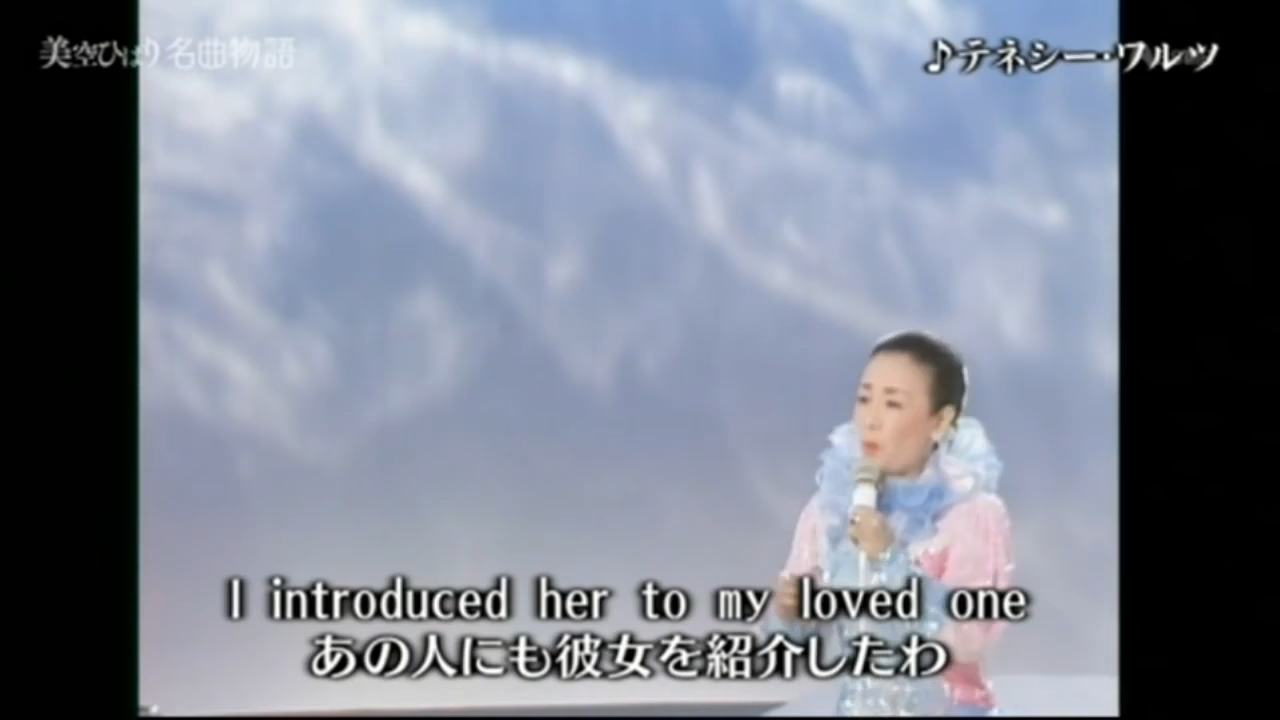 美空ひばり 名曲物語
♪テネシー・ワルツ
I introduced her to my loved one
あの人にも彼女を紹介したわ